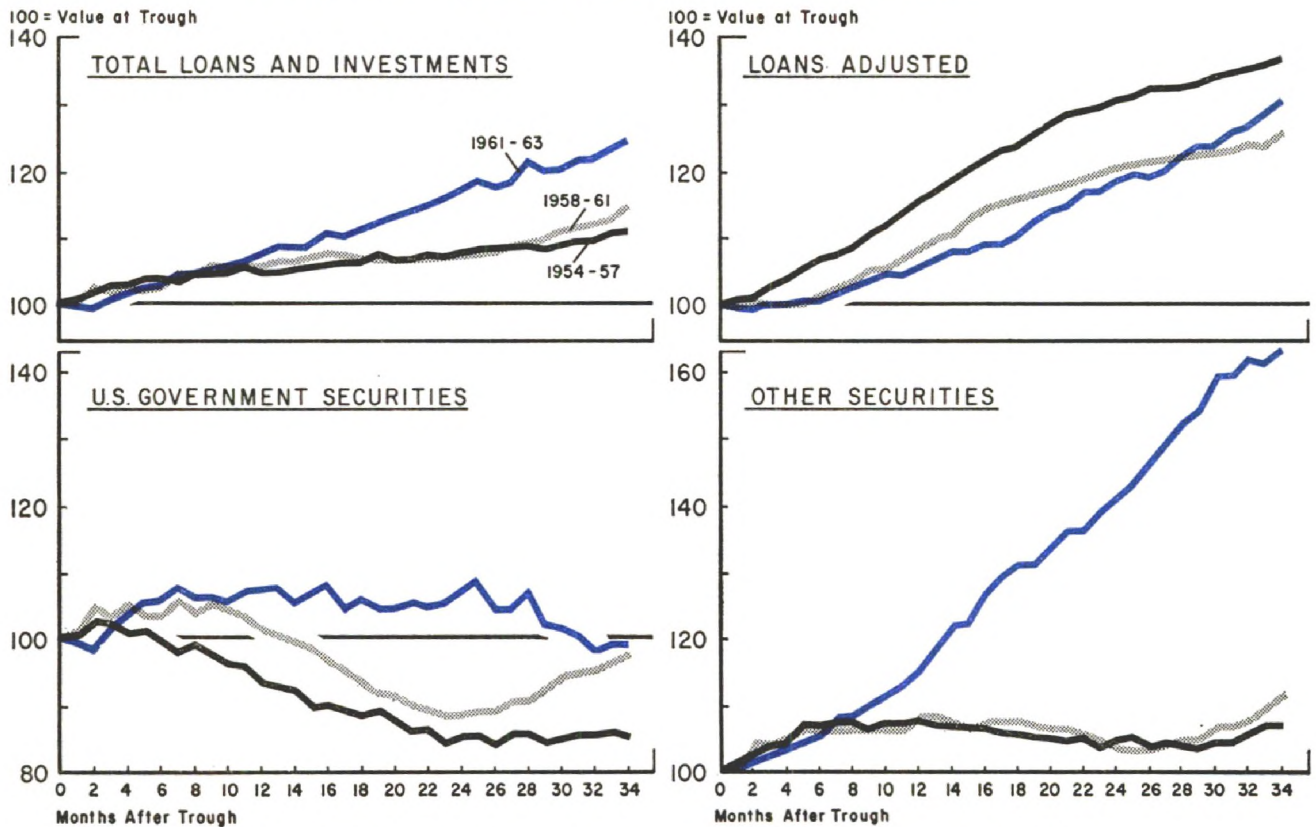 100 = Value at Trough
140
TOTAL LOANS AND INVESTMENTS
120
100
1961 - 63
1958 - 61
1954 - 57
100 = Value at Trough
140
LOANS ADJUSTED
120
100
140
U.S. GOVERNMENT SECURITIES
120
100
80
0 2 4 6 8 10 12 14 16 18 20 22 24 26 28 30 32 34
Months After Trough
160
OTHER SECURITIES
140
120
100
0 2 4 6 8 10 12 14 16 18 20 22 24 26 28 30 32 34
Months After Trough